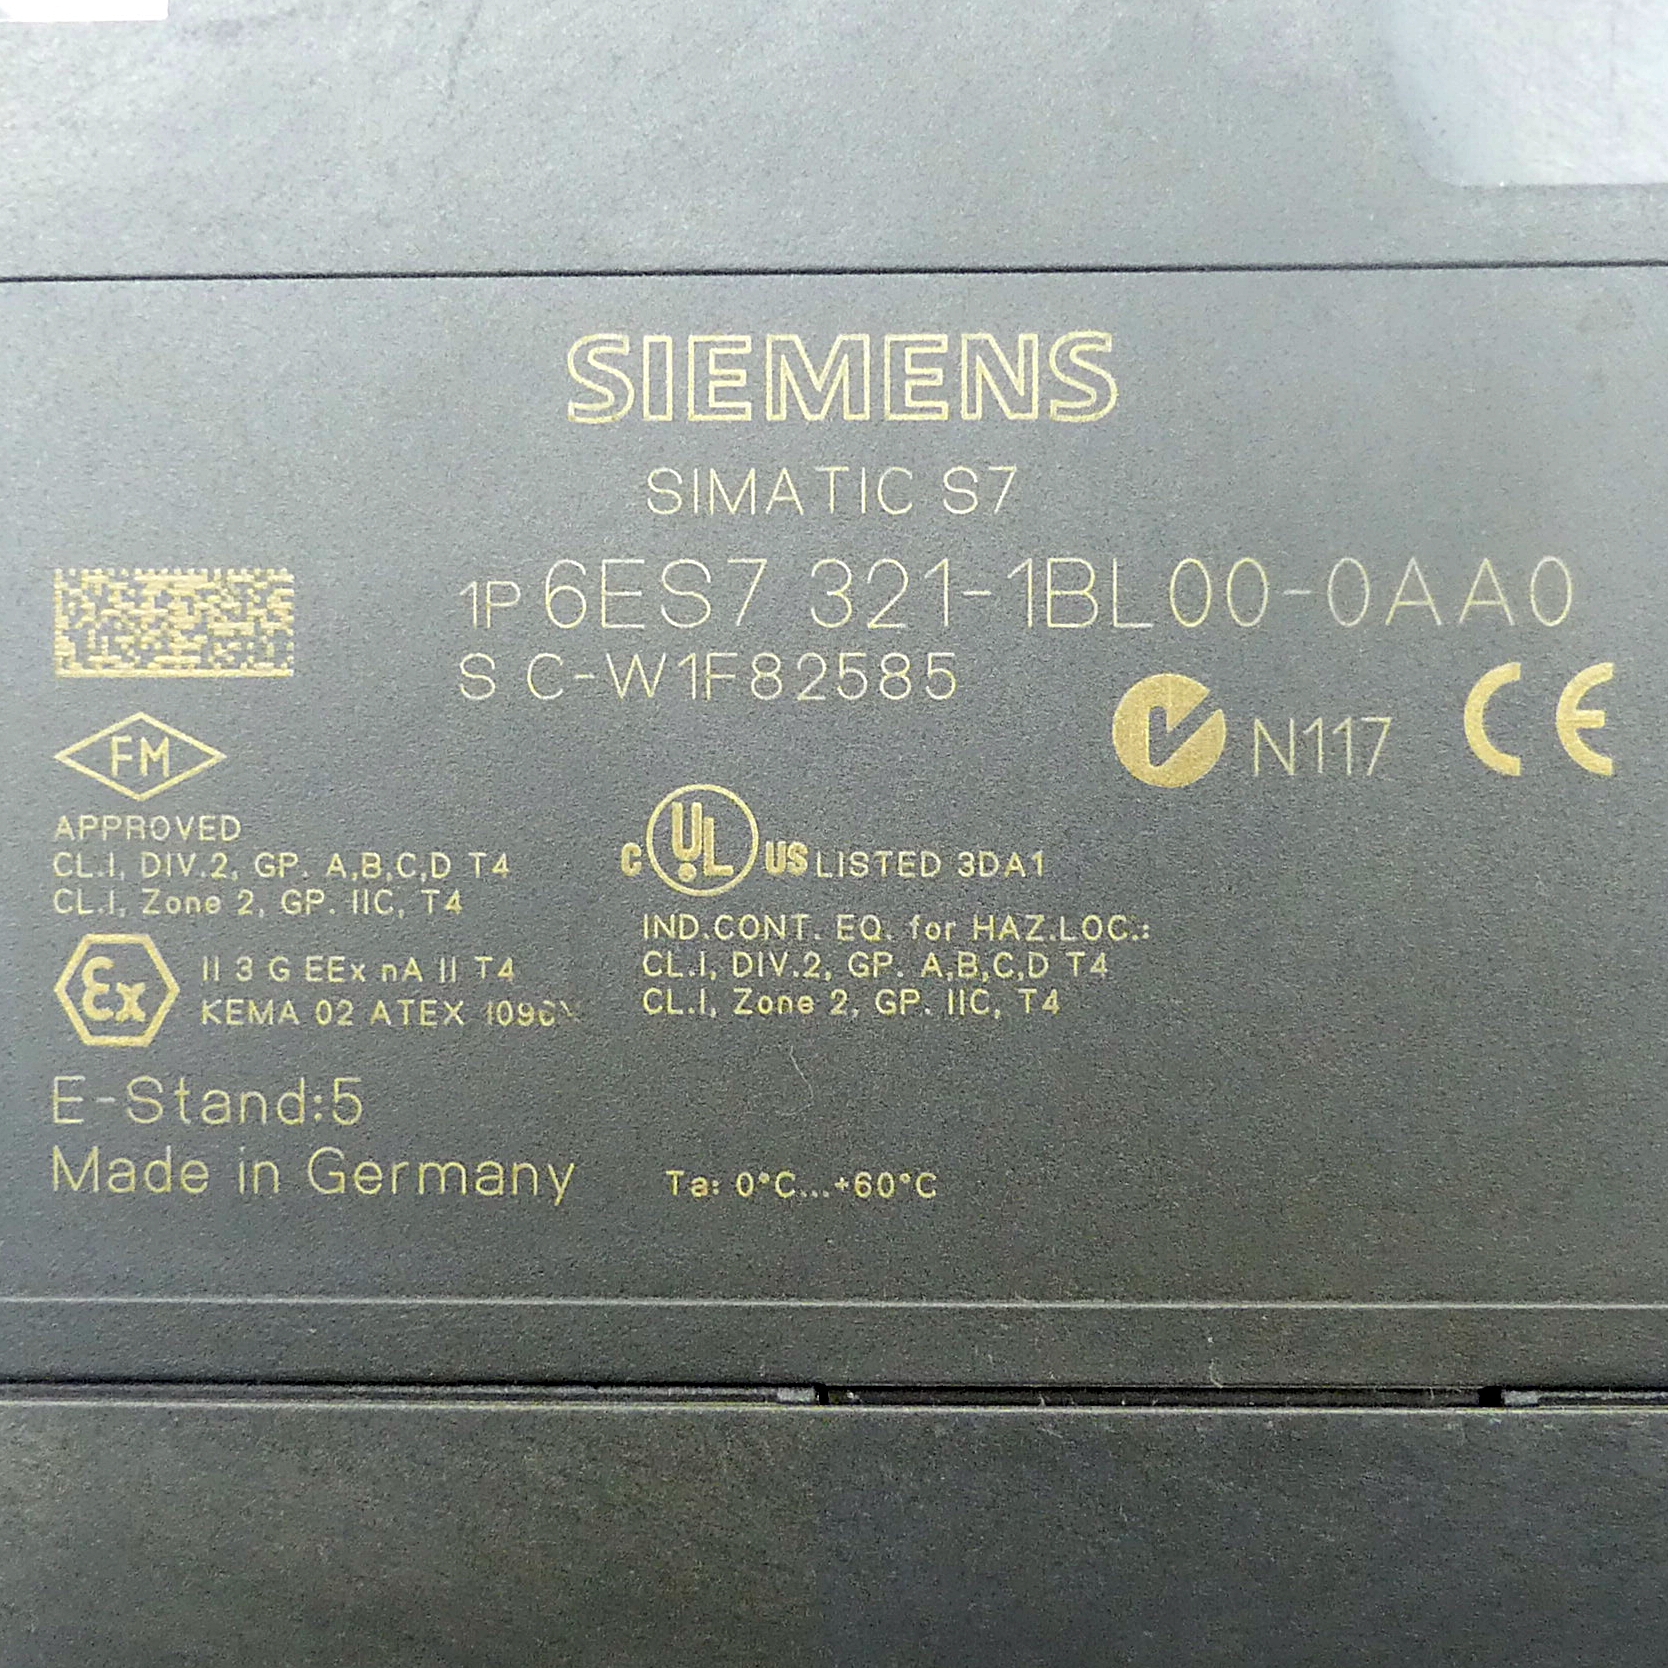 SIEMENS
SIMATIC S7
1P 6ES7 321-1BL00-0AA0
S C-W1F82585
N117 CE
FM
APPROVED
CL.I, DIV.2, GP. A,B,C,D T4
CL.I, Zone 2, GP. IIC, T4
C UL US LISTED 3DA1
IND.CONT. EQ. for HAZ.LOC.:
CL.I, DIV.2, GP. A,B,C,D T4
CL.I, Zone 2, GP. IIC, T4
Ex II 3 G EEx nA II T4
KEMA 02 ATEX
E-Stand:5
Made in Germany
Ta: 0°C...+60°C